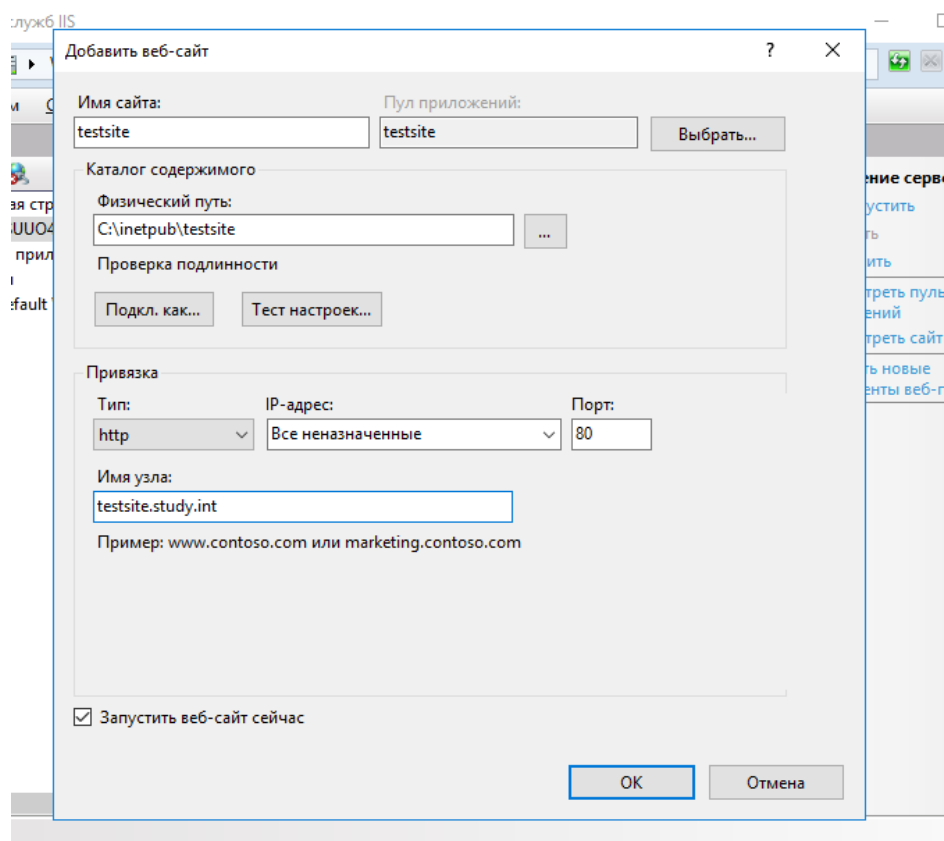 служб IIS
Добавить веб-сайт ?
Имя сайта: Пул приложений:
testsite testsite Выбрать...
Каталог содержимого
Физический путь:
C:\inetpub\testsite ...
Проверка подлинности
Подкл. как... Тест настроек...
Привязка
Тип: IP-адрес: Порт:
http Все неназначенные 80
Имя узла:
testsite.study.int
Пример: www.contoso.com или marketing.contoso.com
Запустить веб-сайт сейчас
OK Отмена